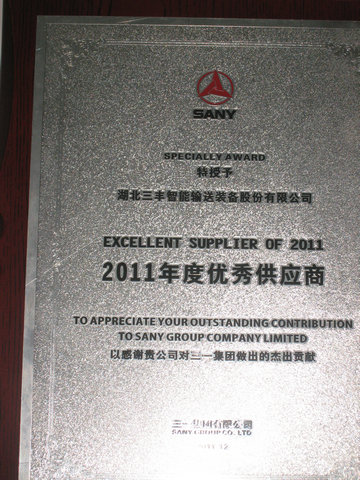 SANY
SPECIALLY AWARD
特授予
湖北三丰智能输送装备股份有限公司
EXCELLENT SUPPLIER OF 2011
2011年度优秀供应商
TO APPRECIATE YOUR OUTSTANDING CONTRIBUTION
TO SANY GROUP COMPANY LIMITED
以感谢贵公司对三一集团做出的杰出贡献
三一集团有限公司
SANY GROUP CO., LTD